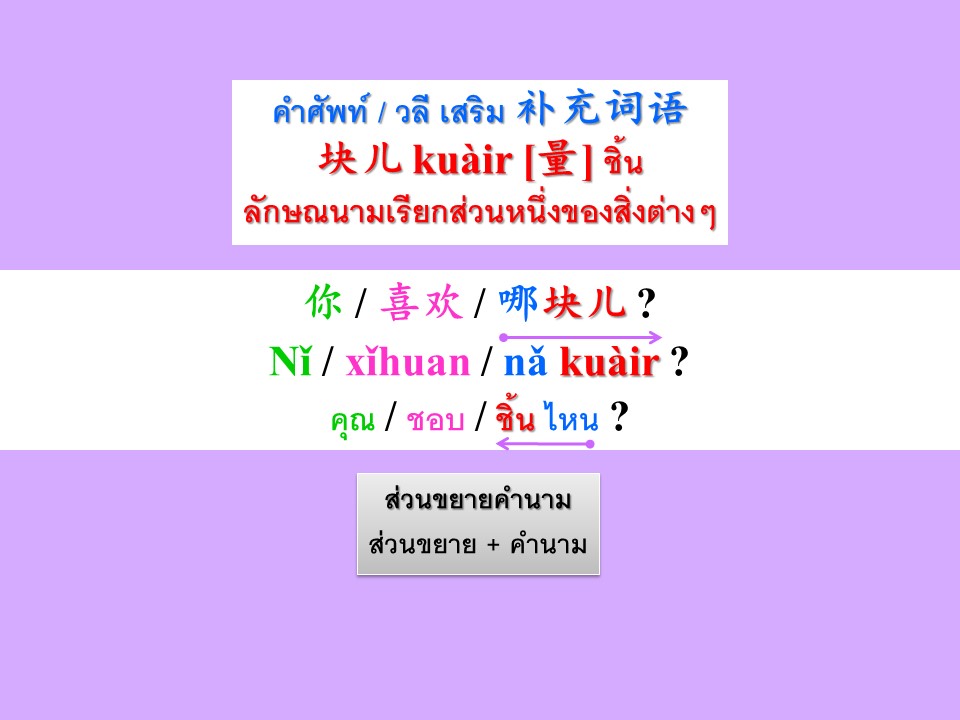 คำศัพท์ / วลี เสริม 补充词语
块儿 kuàir [量] ชิ้น
ลักษณนามเรียกส่วนหนึ่งของสิ่งต่างๆ
你 / 喜欢 / 哪块儿 ?
Nǐ / xǐhuan / nǎ kuàir ?
คุณ / ชอบ / ชิ้น ไหน ?
ส่วนขยายคำนาม
ส่วนขยาย + คำนาม